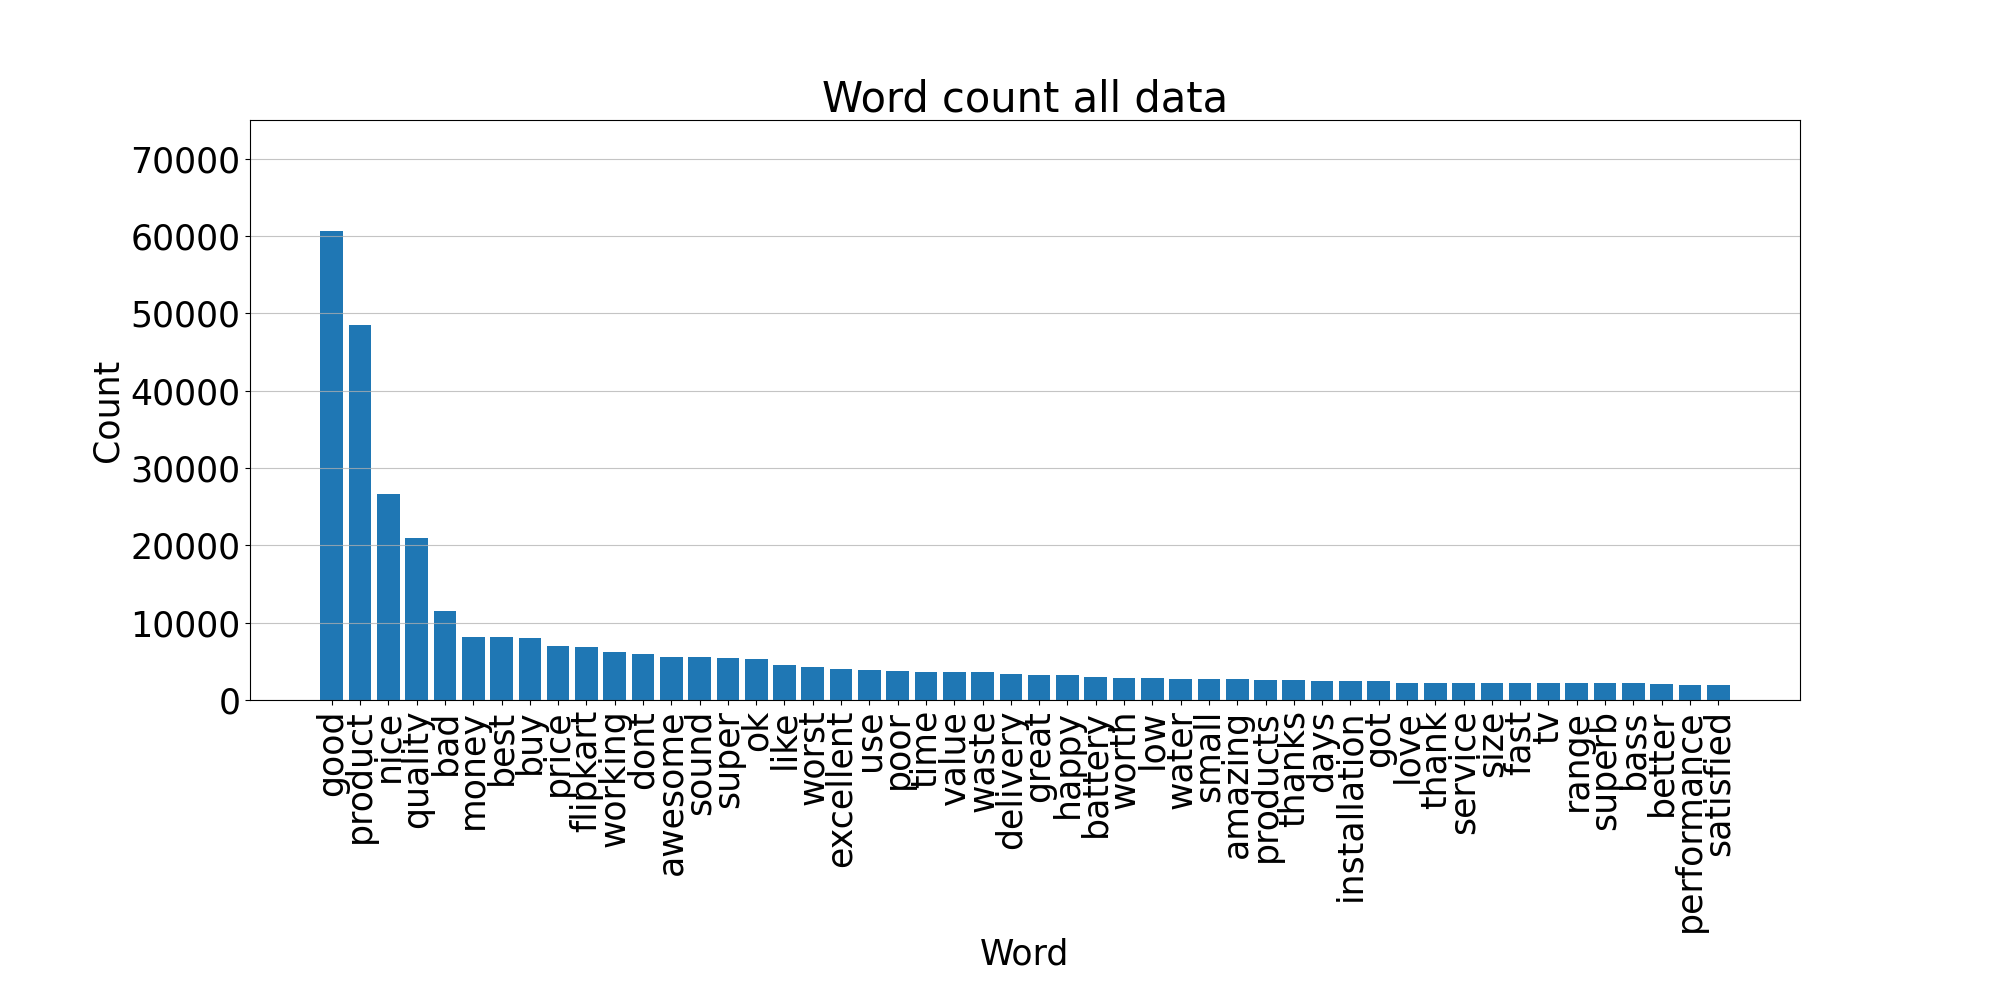 Word count all data
70000
60000
50000
40000
30000
20000
10000
0
Count
good
product
nice
quality
bad
money
best
buy
price
flipkart
working
dont
awesome
sound
super
ok
like
worst
excellent
use
poor
time
value
waste
delivery
great
happy
battery
worth
low
water
small
amazing
products
thanks
days
installation
got
love
thank
service
size
fast
tv
range
superb
bass
better
performance
satisfied
Word